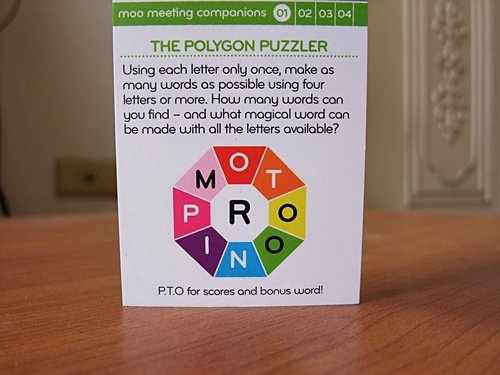 moo meeting companions 01 02 03 04
THE POLYGON PUZZLER
Using each letter only once, make as
many words as possible using four
letters or more. How many words can
you find – and what magical word can
be made with all the letters available?
O
M T
P R O
I O
N
P.T.O for scores and bonus word!